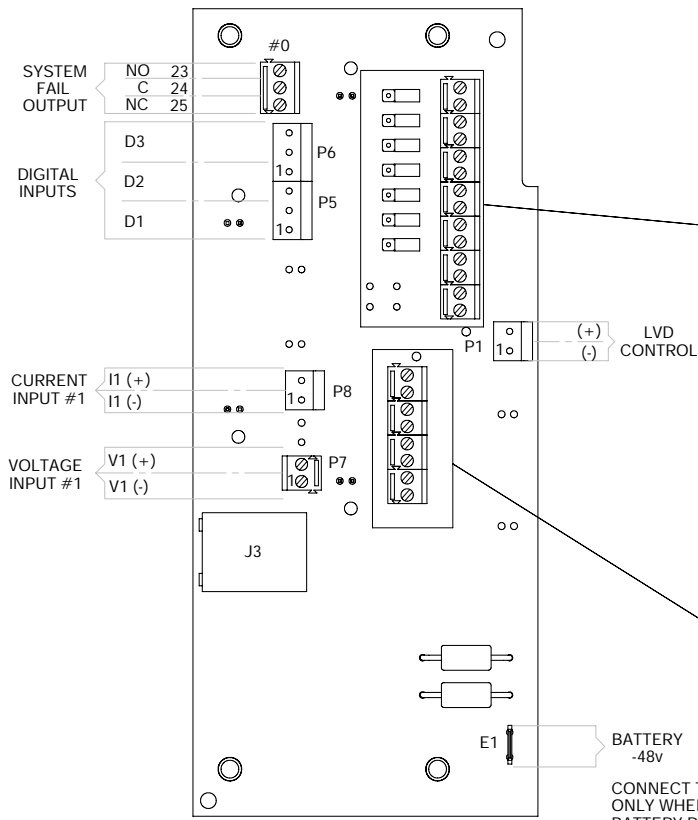 #0
SYSTEM
FAIL
OUTPUT
NO 23
C 24
NC 25
DIGITAL
INPUTS
D3
D2
D1
P6
1
P5
1
P1
1
(+)
(-)
LVD
CONTROL
CURRENT
INPUT #1
I1 (+)
I1 (-)
P8
1
VOLTAGE
INPUT #1
V1 (+)
V1 (-)
P7
1
J3
E1
BATTERY
-48v
CONNECT
ONLY WHE